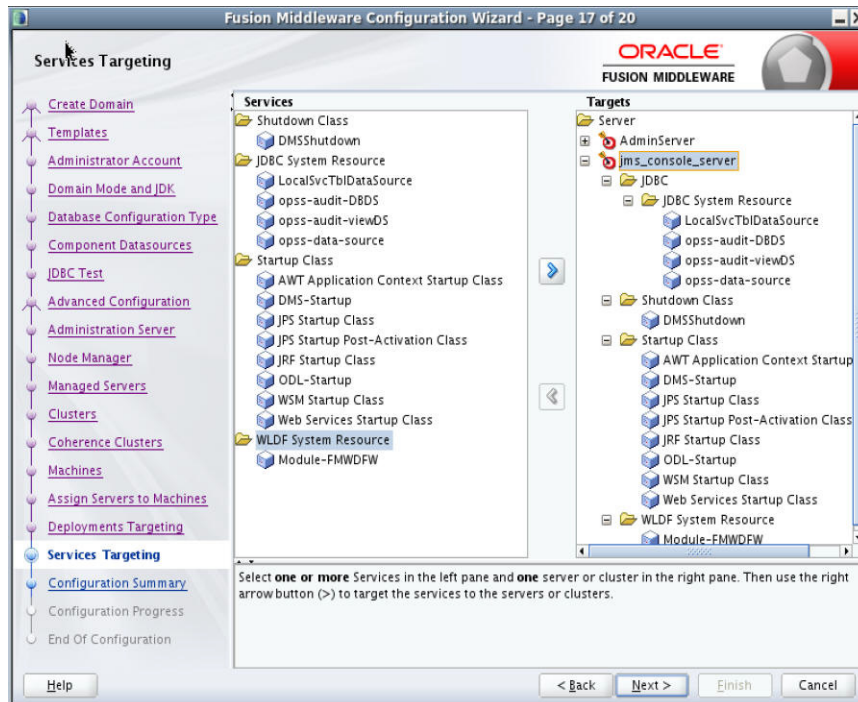 Fusion Middleware Configuration Wizard - Page 17 of 20
Services Targeting
ORACLE
FUSION MIDDLEWARE
Create Domain
Templates
Administrator Account
Domain Mode and JDK
Database Configuration Type
Component Datasources
JDBC Test
Advanced Configuration
Administration Server
Node Manager
Managed Servers
Clusters
Coherence Clusters
Machines
Assign Servers to Machines
Deployments Targeting
Services Targeting
Configuration Summary
Configuration Progress
End Of Configuration
Services
Shutdown Class
DMSShutdown
JDBC System Resource
LocalSvcTblDataSource
opss-audit-DBDS
opss-audit-viewDS
opss-data-source
Startup Class
AWT Application Context Startup Class
DMS-Startup
JPS Startup Class
JPS Startup Post-Activation Class
JRF Startup Class
ODL-Startup
WSM Startup Class
Web Services Startup Class
WLDF System Resource
Module-FMWDFW
Targets
Server
AdminServer
jms_console_server
JDBC
JDBC System Resource
LocalSvcTblDataSource
opss-audit-DBDS
opss-audit-viewDS
opss-data-source
Shutdown Class
DMSShutdown
Startup Class
AWT Application Context Startup
DMS-Startup
JPS Startup Class
JPS Startup Post-Activation Class
JRF Startup Class
ODL-Startup
WSM Startup Class
Web Services Startup Class
WLDF System Resource
Module-FMWDFW
Select one or more Services in the left pane and one server or cluster in the right pane. Then use the right
arrow button (>) to target the services to the servers or clusters.
Help
< Back
Next >
Finish
Cancel